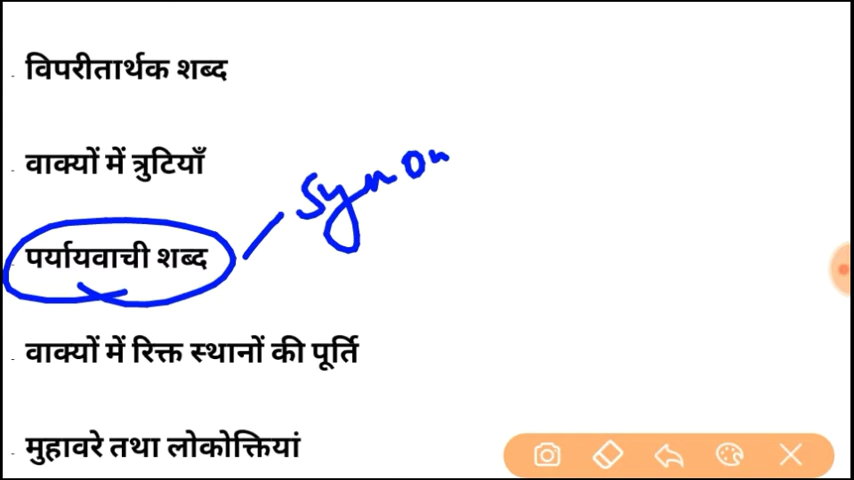 विपरीतार्थक शब्द
वाक्यों में त्रुटियाँ
Synon
पर्यायवाची शब्द
वाक्यों में रिक्त स्थानों की पूर्ति
मुहावरे तथा लोकोक्तियां